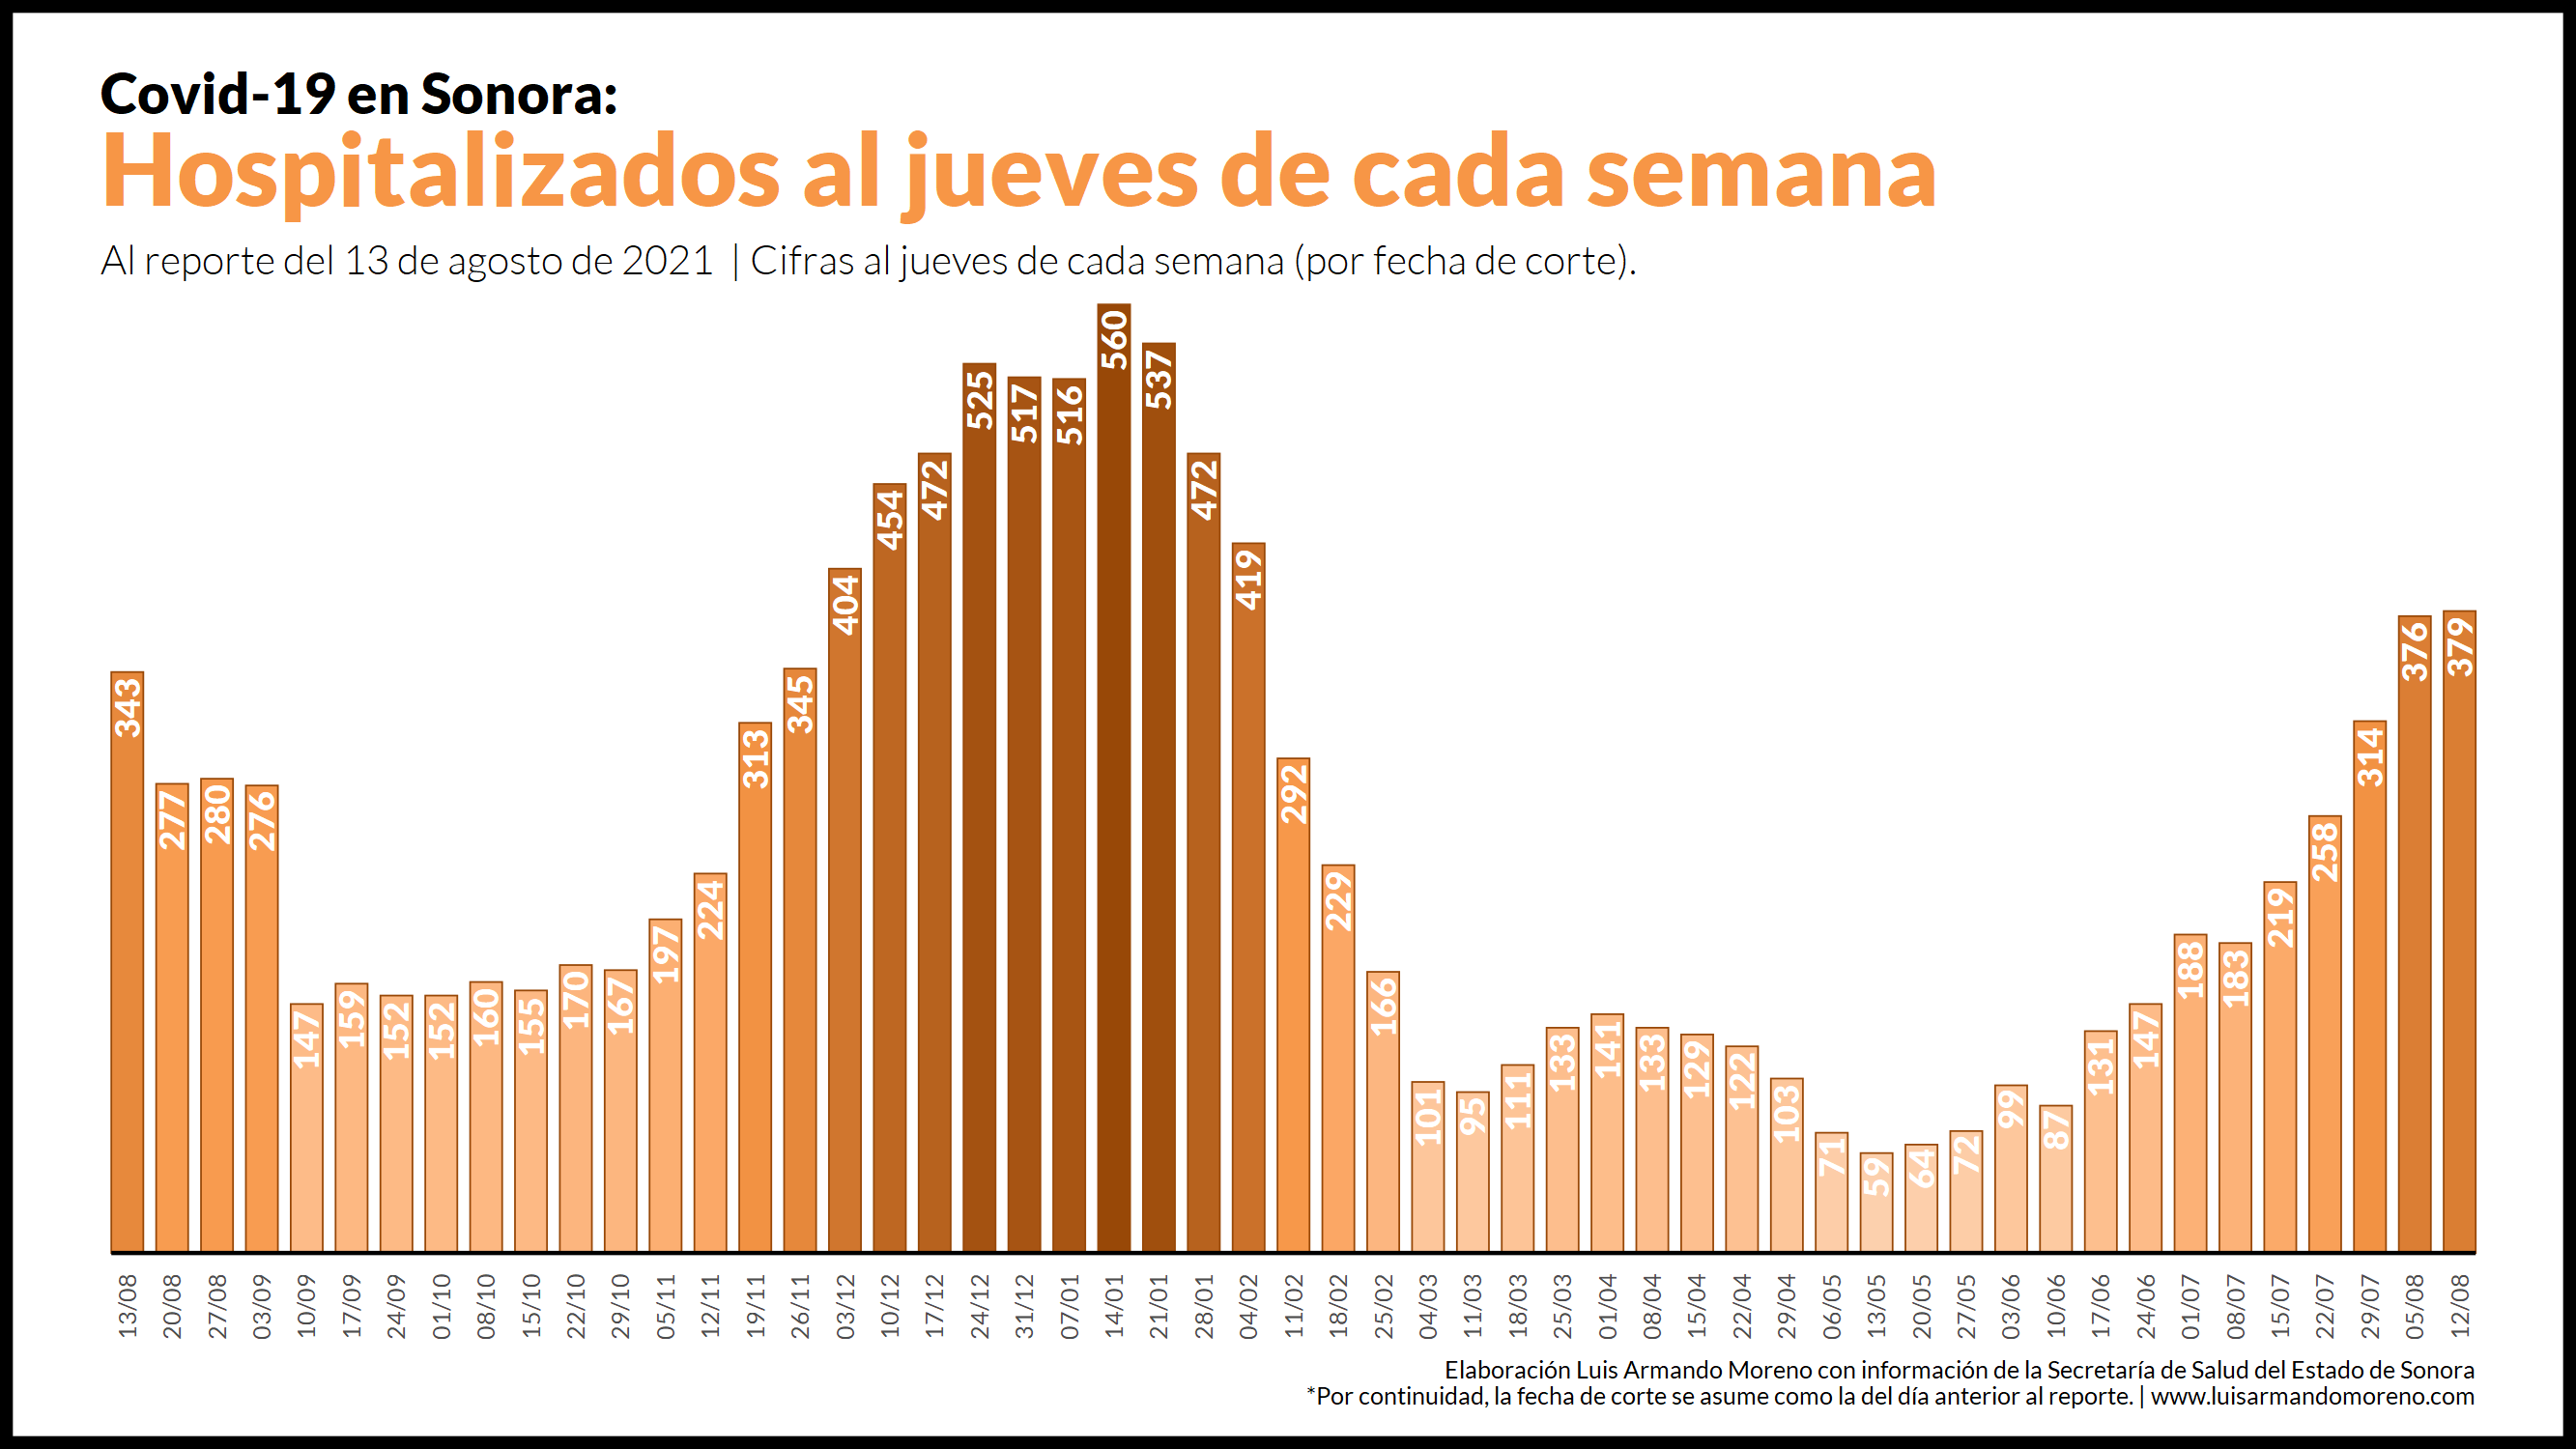 Covid-19 en Sonora:
Hospitalizados al jueves de cada semana
Al reporte del 13 de agosto de 2021 | Cifras al jueves de cada semana (por fecha de corte).
343 277 280 276 147 159 152 152 160 155 170 167 197 224 313 345 404 454 472 525 517 516 560 537 472 419 292 229 166 101 95 111 133 141 133 129 122 103 71 59 64 72 99 87 131 147 188 183 219 258 314 376 379
13/08 20/08 27/08 03/09 10/09 17/09 24/09 01/10 08/10 15/10 22/10 29/10 05/11 12/11 19/11 26/11 03/12 10/12 17/12 24/12 31/12 07/01 14/01 21/01 28/01 04/02 11/02 18/02 25/02 04/03 11/03 18/03 25/03 01/04 08/04 15/04 22/04 29/04 06/05 13/05 20/05 27/05 03/06 10/06 17/06 24/06 01/07 08/07 15/07 22/07 29/07 05/08 12/08
Elaboración Luis Armando Moreno con información de la Secretaría de Salud del Estado de Sonora
*Por continuidad, la fecha de corte se asume como la del día anterior al reporte. | www.luisarmandomoreno.com